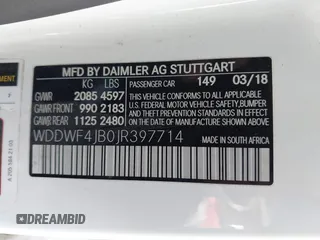 MFD BY DAIMLER AG STUTTGART
KG LBS
GVWR 2085 4597
GAWR FRONT 990 2183
GAWR REAR 1125 2480
PASSENGER CAR 149 03/18
THIS VEHICLE CONFORMS TO ALL APPLICABLE
U.S. FEDERAL MOTOR VEHICLE SAFETY, BUMPER,
AND THEFT PREVENTION STANDARDS IN EFFECT
ON THE DATE OF MANUFACTURE SHOWN ABOVE.
WDDWF4JB0JR397714
MADE IN USA
DREAMBID